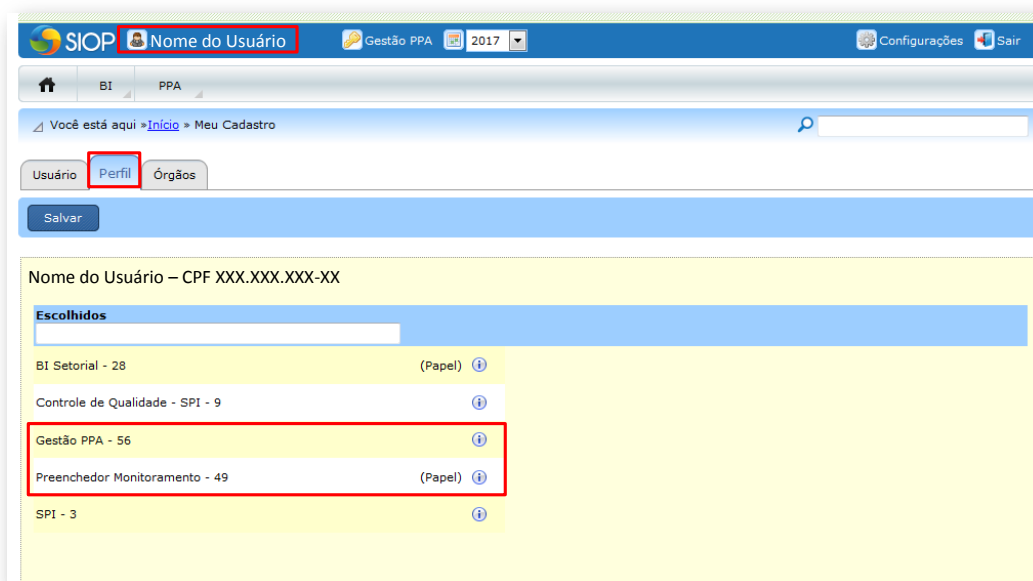 SIOP Nome do Usuário Gestão PPA 2017 Configurações Sair
BI PPA
Você está aqui »Início » Meu Cadastro
Usuário Perfil Órgãos
Salvar
Nome do Usuário – CPF XXX.XXX.XXX-XX
Escolhidos
BI Setorial - 28 (Papel)
Controle de Qualidade - SPI - 9
Gestão PPA - 56
Preenchedor Monitoramento - 49 (Papel)
SPI - 3